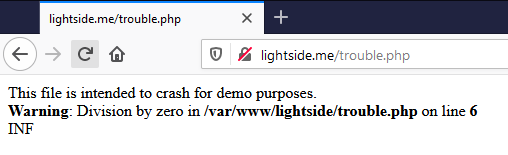 lightside.me/trouble.php
lightside.me/trouble.php
This file is intended to crash for demo purposes.
Warning: Division by zero in /var/www/lightside/trouble.php on line 6
INF